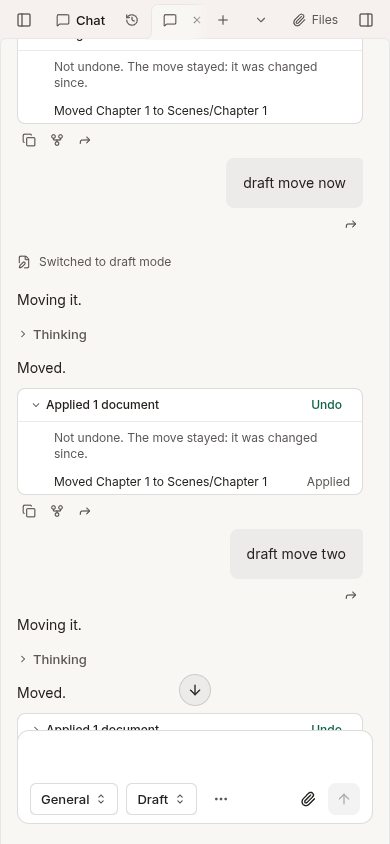 Chat
Files
Not undone. The move stayed: it was changed
since.
Moved Chapter 1 to Scenes/Chapter 1
draft move now
Switched to draft mode
Moving it.
Thinking
Moved.
Applied 1 document
Undo
Not undone. The move stayed: it was changed
since.
Moved Chapter 1 to Scenes/Chapter 1
Applied
draft move two
Moving it.
Thinking
Moved.
Applied 1 document
Undo
General
Draft